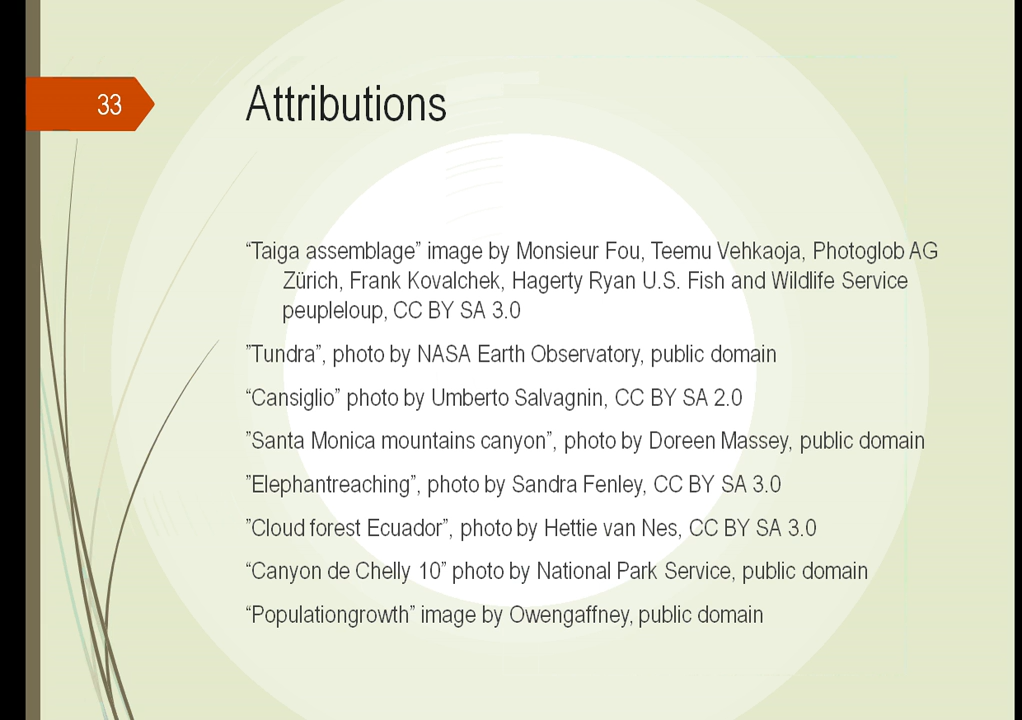 33
Attributions
“Taiga assemblage” image by Monsieur Fou, Teemu Vehkaoja, Photoglob AG
Zürich, Frank Kovalchek, Hagerty Ryan U.S. Fish and Wildlife Service
peupleloup, CC BY SA 3.0
”Tundra”, photo by NASA Earth Observatory, public domain
“Cansiglio” photo by Umberto Salvagnin, CC BY SA 2.0
”Santa Monica mountains canyon”, photo by Doreen Massey, public domain
”Elephantreaching”, photo by Sandra Fenley, CC BY SA 3.0
”Cloud forest Ecuador”, photo by Hettie van Nes, CC BY SA 3.0
“Canyon de Chelly 10” photo by National Park Service, public domain
“Populationgrowth” image by Owengaffney, public domain